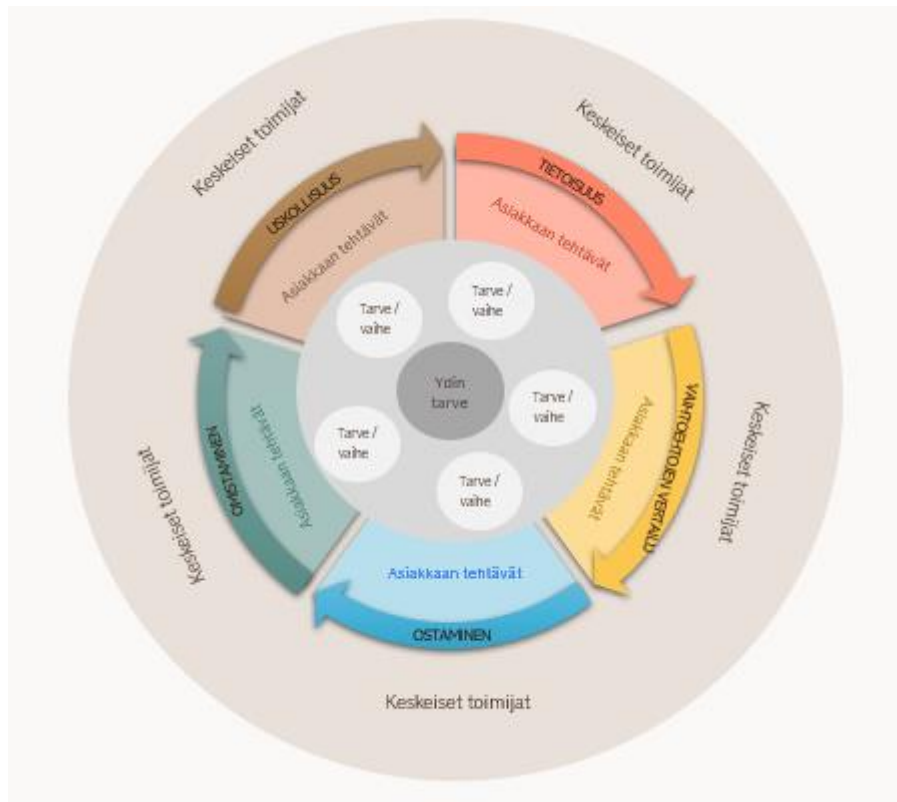 Keskeiset toimijat
Keskeiset toimijat
USKOLLISUUS
TIETOISUUS
Asiakkaan tehtävät
Asiakkaan tehtävät
Tarve /
vaihe
Tarve /
vaihe
Ydin
tarve
Tarve /
vaihe
Tarve /
vaihe
Tarve /
vaihe
VAIHTOEHTOJEN VERTAILU
Asiakkaan tehtävät
Keskeiset toimijat
OMISTAMINEN
Asiakkaan tehtävät
Keskeiset toimijat
Asiakkaan tehtävät
OSTAMINEN
Keskeiset toimijat